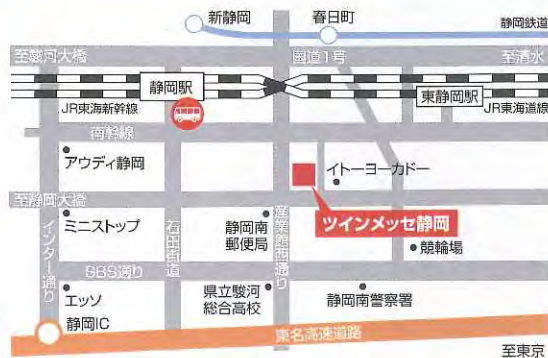 新静岡
春日町
静岡鉄道
至駿河大橋
国道1号
至清水
静岡駅
東静岡駅
JR東海新幹線
JR東海道線
南幹線
アウディ静岡
イトーヨーカドー
至静岡大橋
ツインメッセ静岡
ミニストップ
静岡南
郵便局
競輪場
インター通り
石田街道
産業館西通り
SBS通り
エッソ
県立駿河
総合高校
静岡南警察署
静岡IC
東名高速道路
至東京